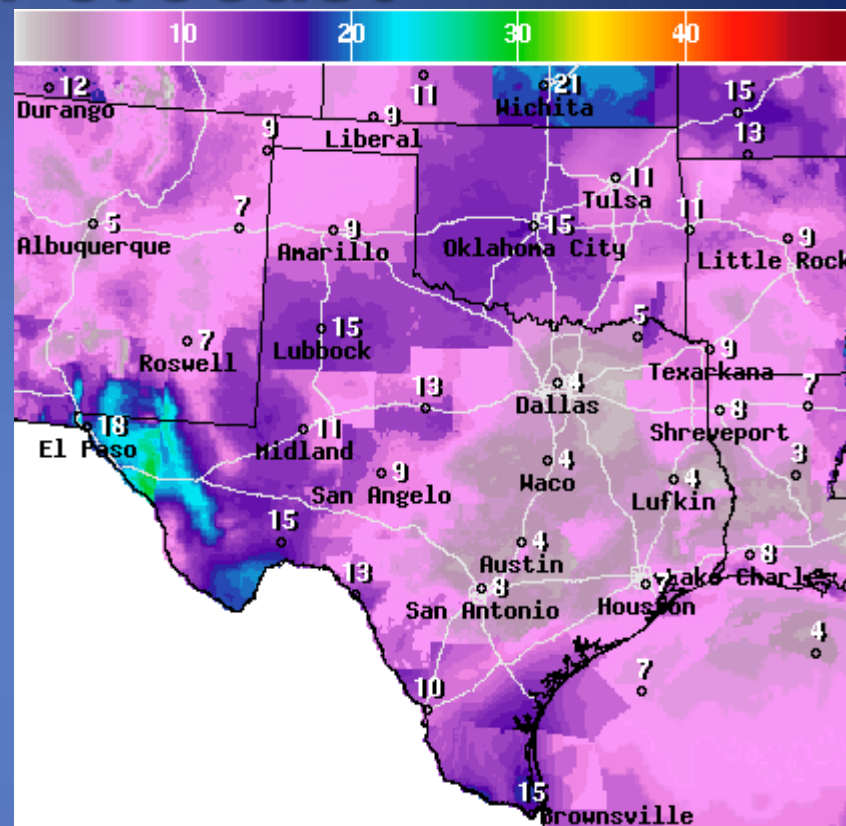 10 20 30 40
12 Durango
11
21 Wichita
15
9 Liberal
9
13
11 Tulsa
5 Albuquerque
7
9 Amarillo
15 Oklahoma City
11
9 Little Rock
7 Roswell
15 Lubbock
5
9 Texarkana
13
4 Dallas
8 Shreveport
7
18 El Paso
11 Midland
9 San Angelo
4 Waco
4 Lufkin
3
15
4 Austin
8 Lake Charles
13
8 San Antonio
7 Houston
4
7
10
15 Brownsville